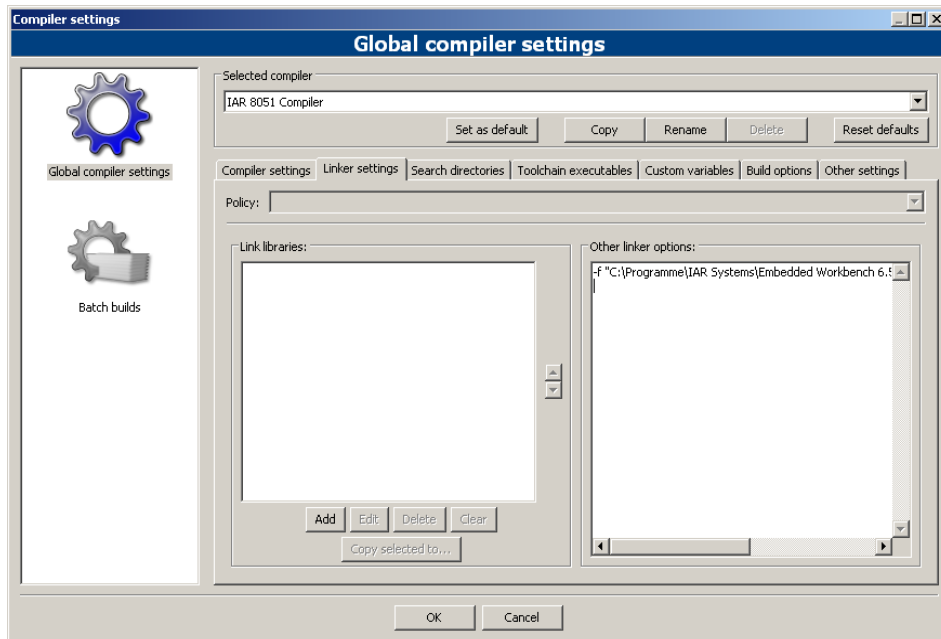 Compiler settings
Global compiler settings
Global compiler settings
Batch builds
Selected compiler
IAR 8051 Compiler
Set as default Copy Rename Delete Reset defaults
Compiler settings Linker settings Search directories Toolchain executables Custom variables Build options Other settings
Policy:
Link libraries:
Other linker options:
-f "C:\Programme\IAR Systems\Embedded Workbench 6.5
Add Edit Delete Clear
Copy selected to...
OK Cancel